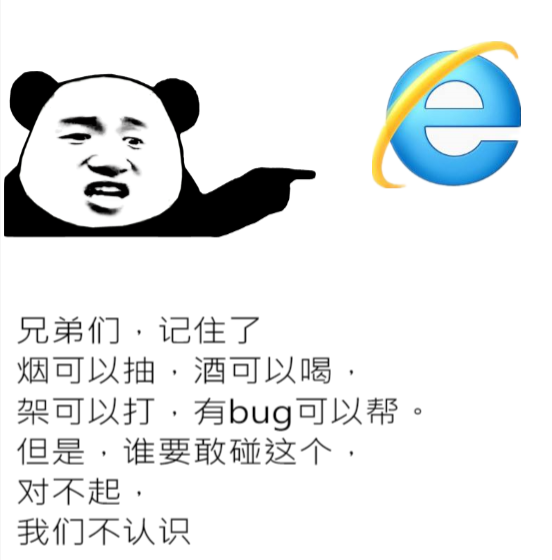 兄弟们，记住了
烟可以抽，酒可以喝，
架可以打，有bug可以帮。
但是，谁要敢碰这个，
对不起，
我们不认识